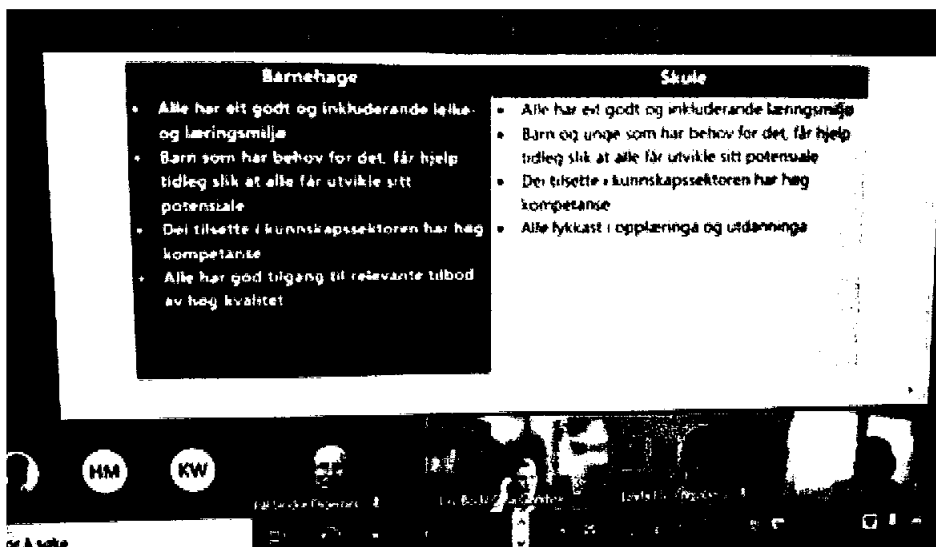 Barnehage
Alle har eit godt og inkluderande leike-
og læringsmiljø
Barn som har behov for det, får hjelp
tidleg slik at alle får utvikle sitt
potensiale
Dei tilsette i kunnskapssektoren har høg
kompetanse
Alle har god tilgang til relevante tilbod
av høg kvalitet
Skule
Alle har eit godt og inkluderande læringsmiljø
Barn og unge som har behov for det, får hjelp
tidleg slik at alle får utvikle sitt potensiale
Dei tilsette i kunnskapssektoren har høg
kompetanse
Alle lykkast i opplæringa og utdanninga
HM
KW